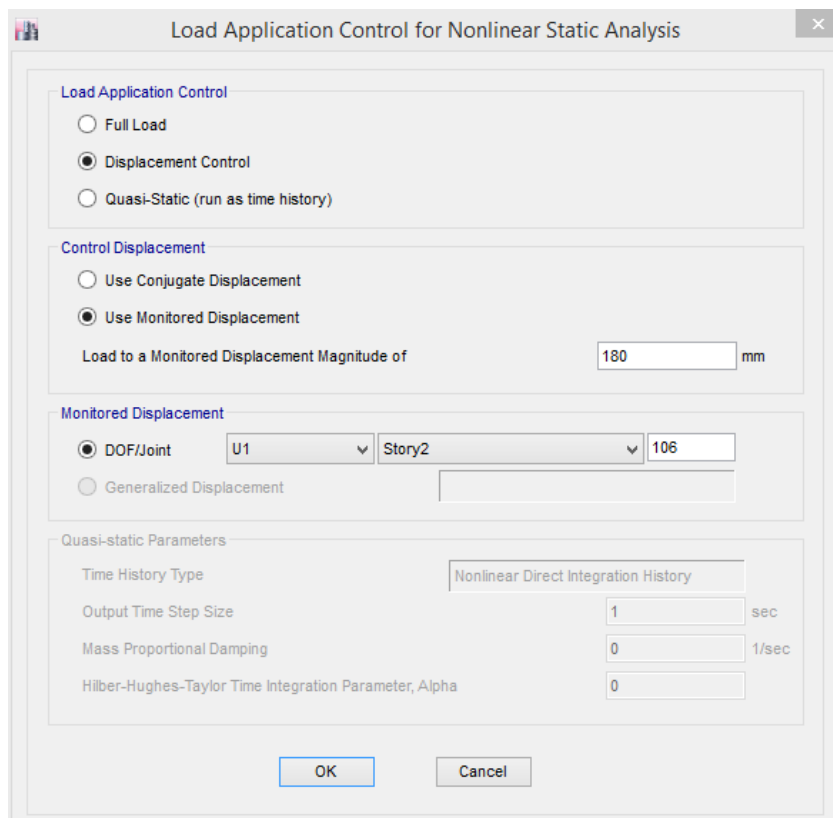 Load Application Control for Nonlinear Static Analysis
Load Application Control
Full Load
Displacement Control
Quasi-Static (run as time history)
Control Displacement
Use Conjugate Displacement
Use Monitored Displacement
Load to a Monitored Displacement Magnitude of 180 mm
Monitored Displacement
DOF/Joint U1 Story2 106
Generalized Displacement
Quasi-static Parameters
Time History Type Nonlinear Direct Integration History
Output Time Step Size 1 sec
Mass Proportional Damping 0 1/sec
Hilber-Hughes-Taylor Time Integration Parameter, Alpha 0
OK Cancel